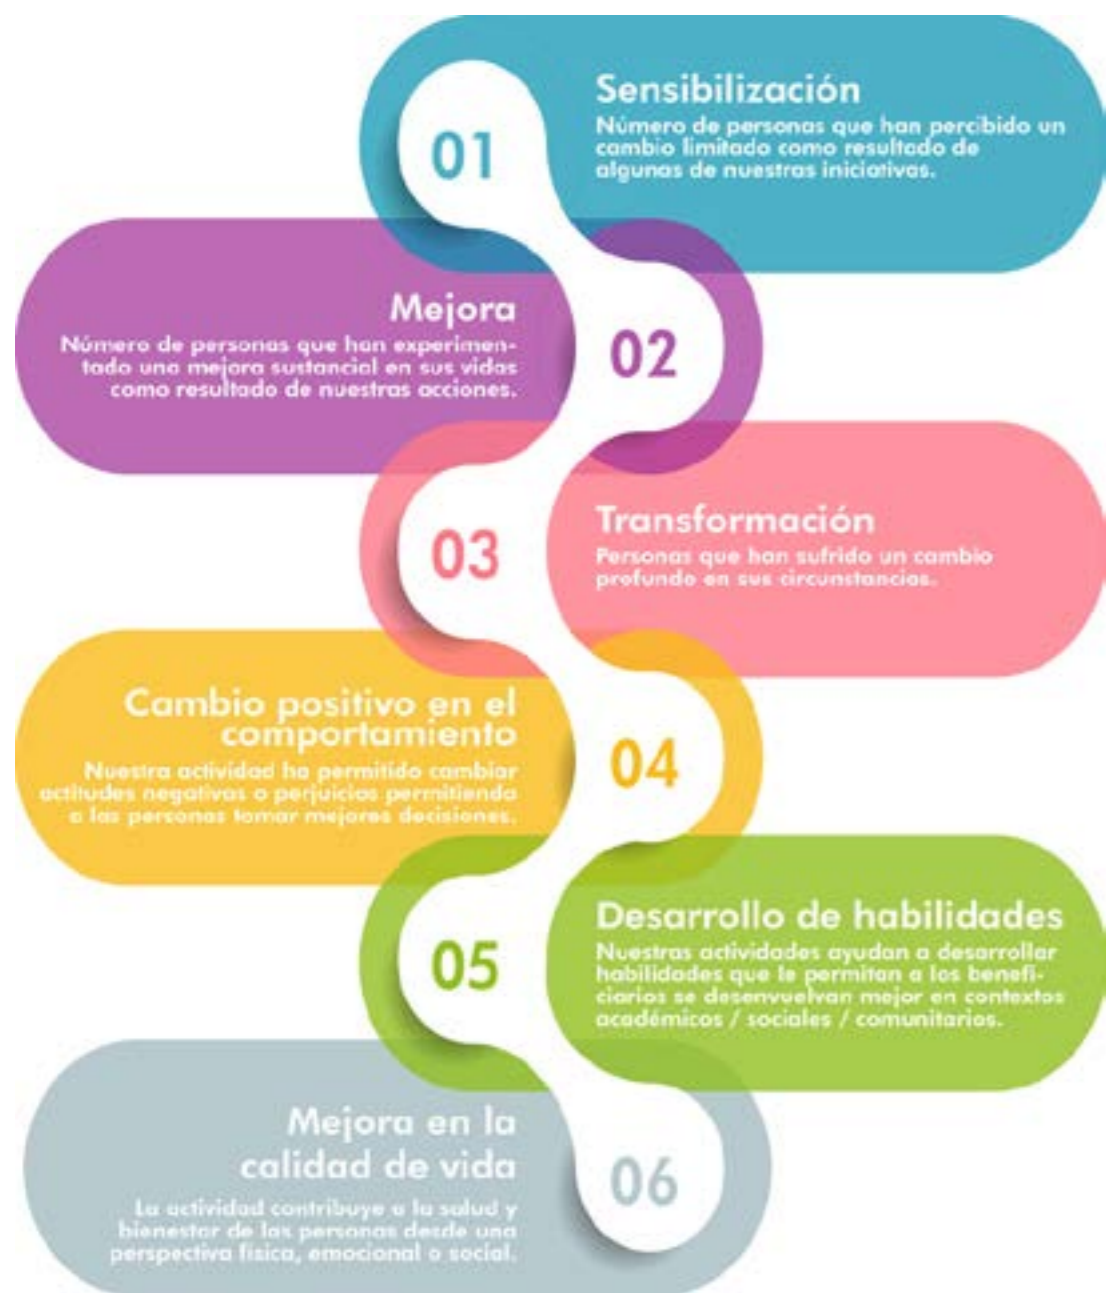 01
Sensibilización
Número de personas que han percibido un
cambio limitado como resultado de
algunas de nuestras iniciativas.
Mejora
Número de personas que han experimen-
tado una mejora sustancial en sus vidas
como resultado de nuestras acciones.
02
03
Transformación
Personas que han sufrido un cambio
profundo en sus circunstancias.
Cambio positivo en el
comportamiento
Nuestra actividad ha permitido cambiar
actitudes negativas o perjuicios permitiendo
a las personas tomar mejores decisiones.
04
05
Desarrollo de habilidades
Nuestras actividades ayudan a desarrollar
habilidades que le permitan a los benefi-
ciarios se desenvuelvan mejor en contextos
académicos / sociales / comunitarios.
Mejora en la
calidad de vida
La actividad contribuye a la salud y
bienestar de las personas desde una
perspectiva física, emocional o social.
06